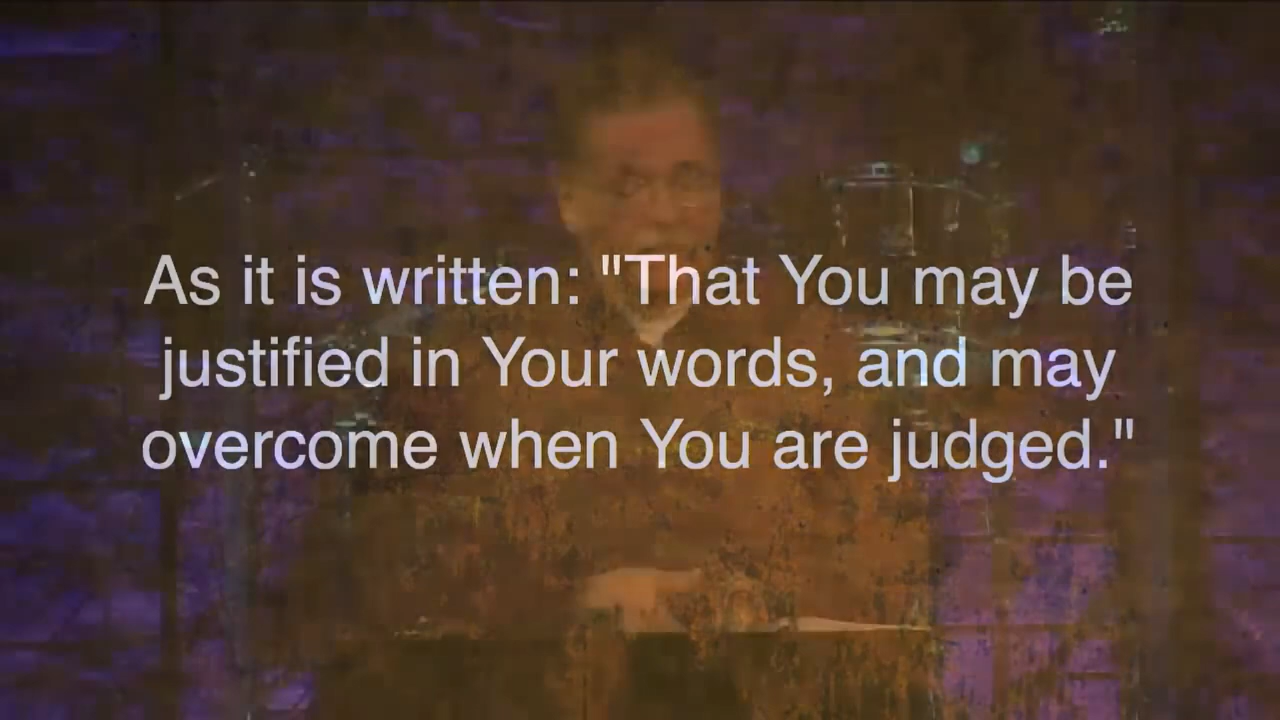 As it is written: "That You may be
justified in Your words, and may
overcome when You are judged."